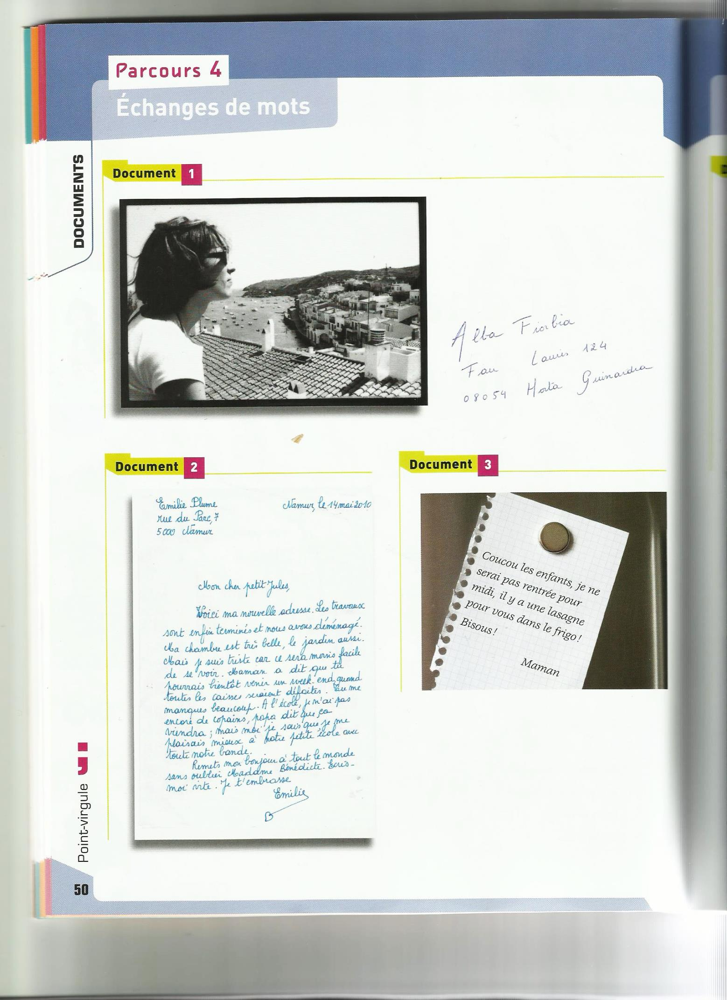 Parcours 4
Échanges de mots
DOCUMENTS
Document 1
Alba Fiorbia
Fau Lauris 124
08054 Horta Guinardia
Document 2
Emilie Plume
rue du Parc, 7
5000 Namur
Namur, le 14 mai 2010
Mon cher petit Jules,
Voici ma nouvelle adresse. Les travaux
sont enfin terminés et nous avons déménagé.
Ma chambre est très belle, le jardin aussi.
Mais je suis triste car ce sera moins facile
de se voir. Maman a dit que tu
pourrais bientôt venir un week-end, quand
toutes les caisses seraient défaites. Tu me
manques beaucoup. A l'école, je n'ai pas
encore de copains, papa dit que ça
viendra ; mais moi je sais que je me
plaisais mieux à notre petite école avec
toute notre bande.
Remets mon bonjour à tout le monde
sans oublier Madame Bénédicte. Ecris-
moi vite. Je t'embrasse
Emilie
Document 3
Coucou les enfants, je ne
serai pas rentrée pour
midi, il y a une lasagne
pour vous dans le frigo !
Bisous !
Maman
Point-virgule ;
50